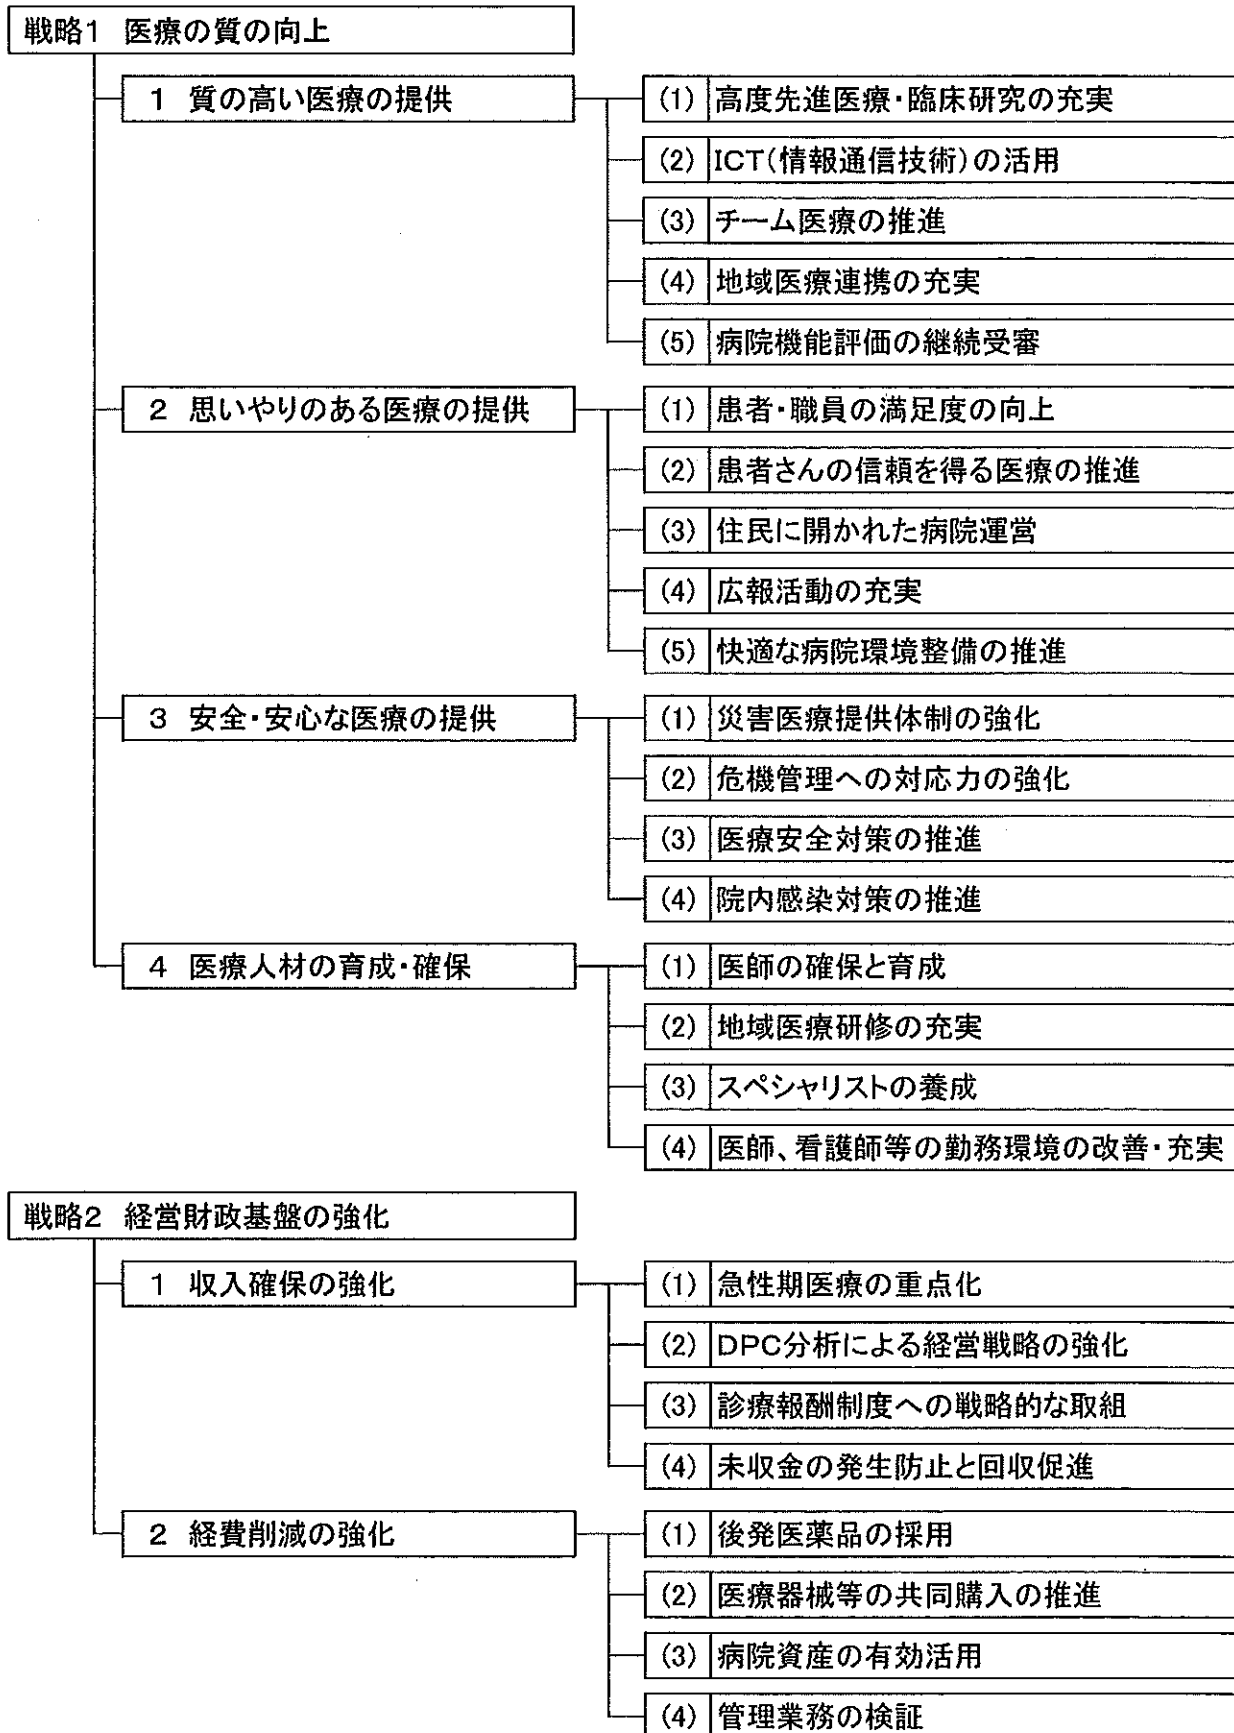 戦略1 医療の質の向上
1 質の高い医療の提供
(1) 高度先進医療・臨床研究の充実
(2) ICT(情報通信技術)の活用
(3) チーム医療の推進
(4) 地域医療連携の充実
(5) 病院機能評価の継続受審
2 思いやりのある医療の提供
(1) 患者・職員の満足度の向上
(2) 患者さんの信頼を得る医療の推進
(3) 住民に開かれた病院運営
(4) 広報活動の充実
(5) 快適な病院環境整備の推進
3 安全・安心な医療の提供
(1) 災害医療提供体制の強化
(2) 危機管理への対応力の強化
(3) 医療安全対策の推進
(4) 院内感染対策の推進
4 医療人材の育成・確保
(1) 医師の確保と育成
(2) 地域医療研修の充実
(3) スペシャリストの養成
(4) 医師、看護師等の勤務環境の改善・充実
戦略2 経営財政基盤の強化
1 収入確保の強化
(1) 急性期医療の重点化
(2) DPC分析による経営戦略の強化
(3) 診療報酬制度への戦略的な取組
(4) 未収金の発生防止と回収促進
2 経費削減の強化
(1) 後発医薬品の採用
(2) 医療器械等の共同購入の推進
(3) 病院資産の有効活用
(4) 管理業務の検証